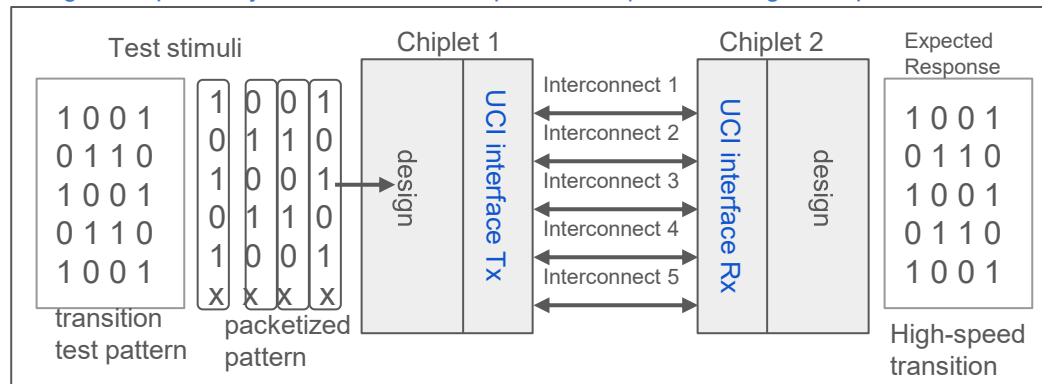 Test stimuli
1 0 0 1
0 1 1 0
1 0 0 1
0 1 1 0
1 0 0 1
transition
test pattern
1 0 0 1
0 1 1 0
1 0 0 1
0 1 1 0
1 0 0 1
x x x x
packetized
pattern
Chiplet 1
design
UCI interface Tx
Interconnect 1
Interconnect 2
Interconnect 3
Interconnect 4
Interconnect 5
Chiplet 2
UCI interface Rx
design
Expected
Response
1 0 0 1
0 1 1 0
1 0 0 1
0 1 1 0
1 0 0 1
High-speed
transition